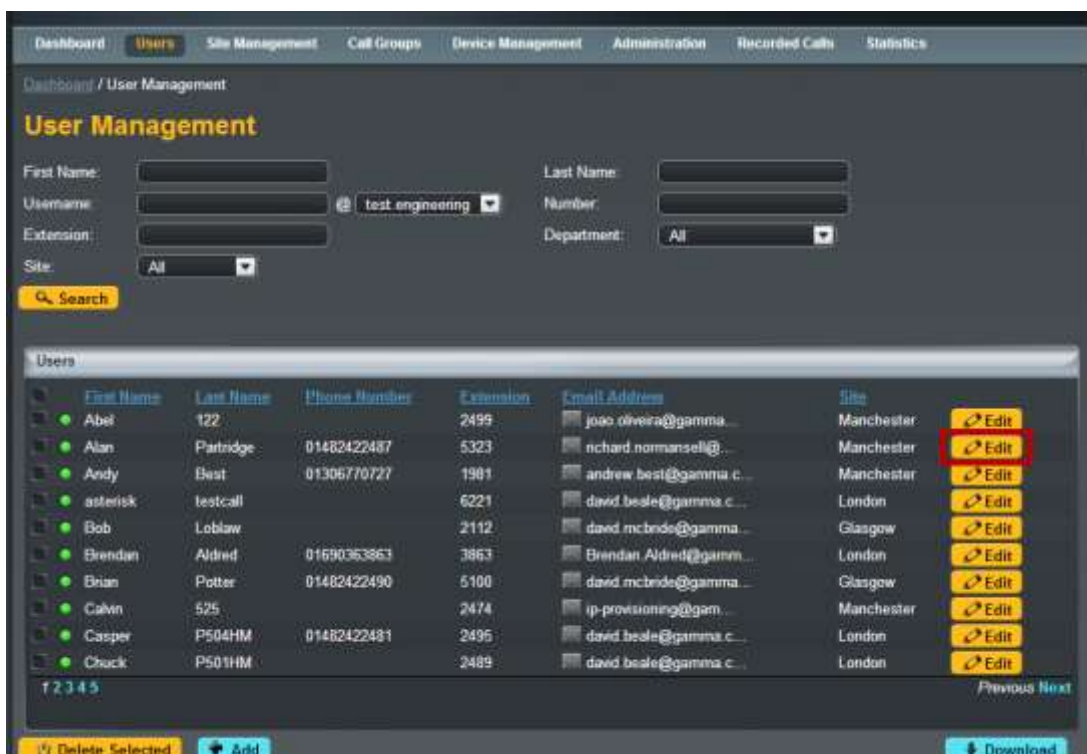 Dashboard Users Site Management Call Groups Device Management Administration Recorded Calls Statistics
Dashboard / User Management
User Management
First Name: Last Name:
Username: @ test.engineering Number:
Extension: Department: All
Site: All
Search
Users
First Name Last Name Phone Number Extension Email Address Site
Abel 122 2499 joao.oliveira@gamma... Manchester Edit
Alan Partridge 01482422487 5323 richard.normansell@... Manchester Edit
Andy Best 01306770727 1981 andrew.best@gamma.c... Manchester Edit
asterisk testcall 6221 david.beale@gamma.c... London Edit
Bob Loblaw 2112 david.mcbride@gamma... Glasgow Edit
Brendan Aldred 01690363863 3863 Brendan.Aldred@gamm... London Edit
Brian Potter 01482422490 5100 david.mcbride@gamma... Glasgow Edit
Calvin 525 2474 ip-provisioning@gam... Manchester Edit
Casper P504HM 01482422481 2495 david.beale@gamma.c... London Edit
Chuck P501HM 2489 david.beale@gamma.c... London Edit
1 2 3 4 5 Previous Next
Delete Selected Add Download